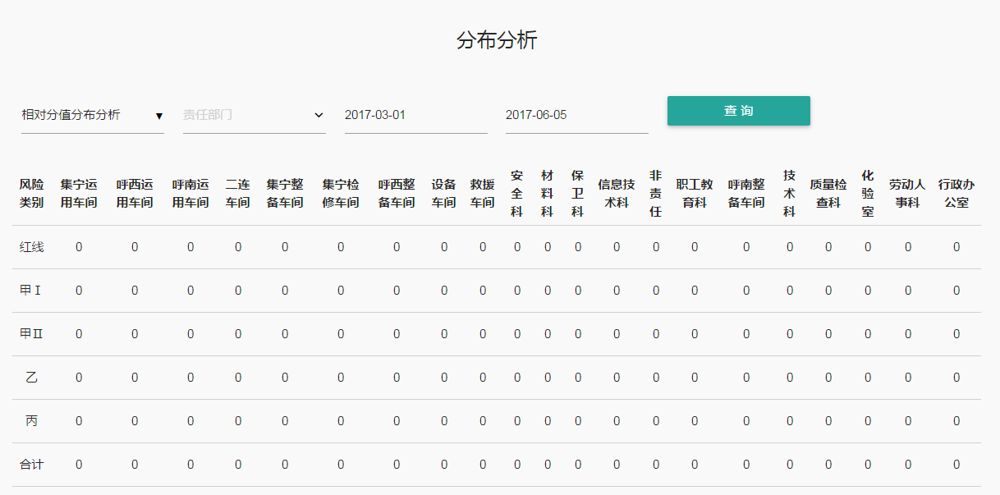 分布分析
相对分值分布分析 ▼ 责任部门 2017-03-01 2017-06-05 查询
风险类别 集宁运用车间 呼西运用车间 呼南运用车间 二连车间 集宁整备车间 集宁检修车间 呼西整备车间 设备车间 救援车间 安全科 材料科 保卫科 信息技术科 非责任 职工教育科 呼南整备车间 技术科 质量检查科 化验室 劳动人事科 行政办公室
红线 0 0 0 0 0 0 0 0 0 0 0 0 0 0 0 0 0 0 0 0 0
甲Ⅰ 0 0 0 0 0 0 0 0 0 0 0 0 0 0 0 0 0 0 0 0 0
甲Ⅱ 0 0 0 0 0 0 0 0 0 0 0 0 0 0 0 0 0 0 0 0 0
乙 0 0 0 0 0 0 0 0 0 0 0 0 0 0 0 0 0 0 0 0 0
丙 0 0 0 0 0 0 0 0 0 0 0 0 0 0 0 0 0 0 0 0 0
合计 0 0 0 0 0 0 0 0 0 0 0 0 0 0 0 0 0 0 0 0 0